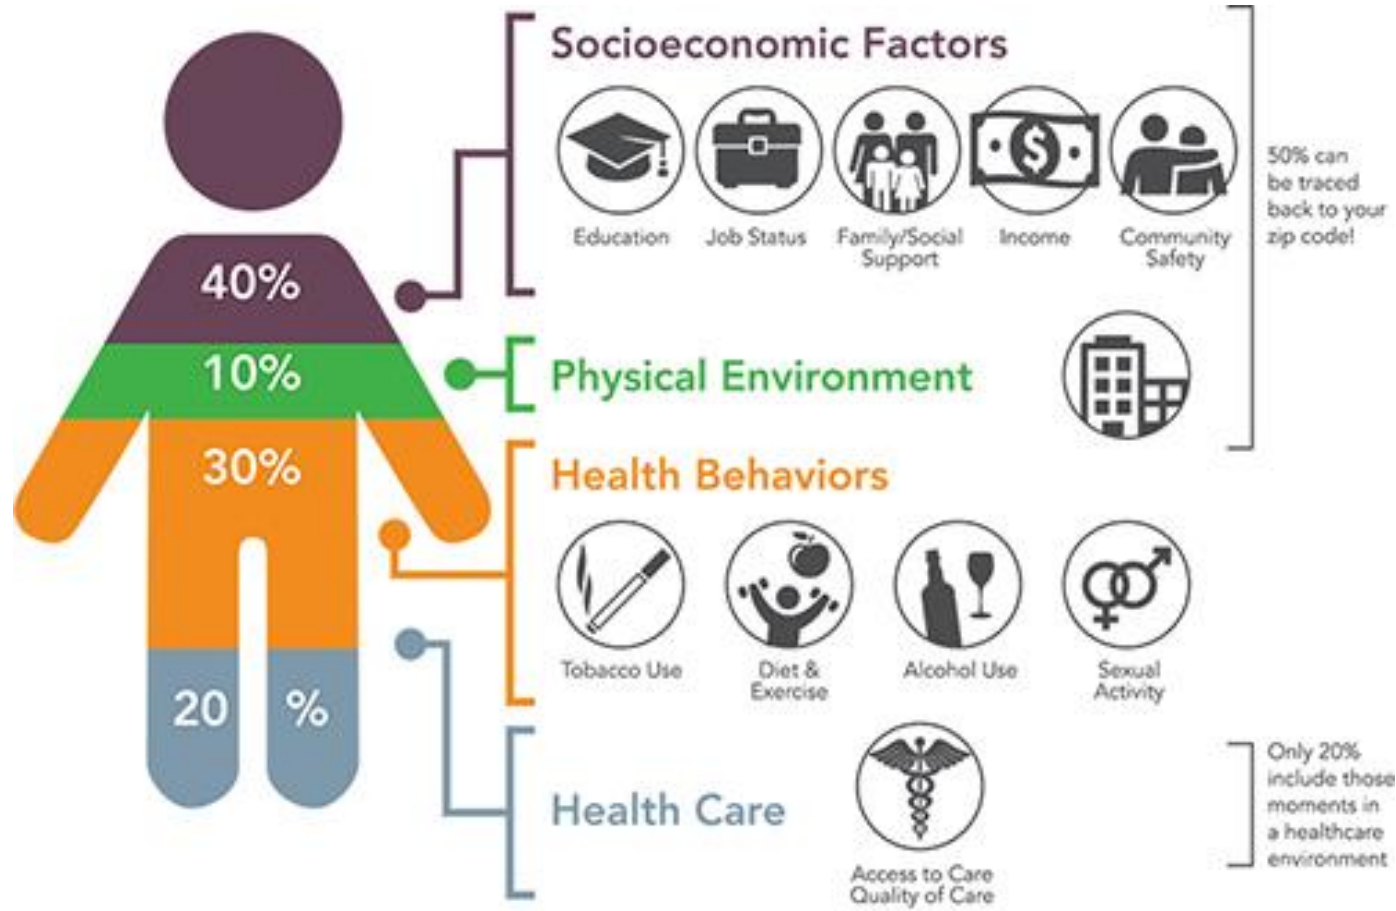 Socioeconomic Factors
Education
Job Status
Family/Social
Support
Income
Community
Safety
50% can
be traced
back to your
zip code!
40%
10%
Physical Environment
30%
Health Behaviors
Tobacco Use
Diet &
Exercise
Alcohol Use
Sexual
Activity
20 %
Health Care
Access to Care
Quality of Care
Only 20%
include those
moments in
a healthcare
environment